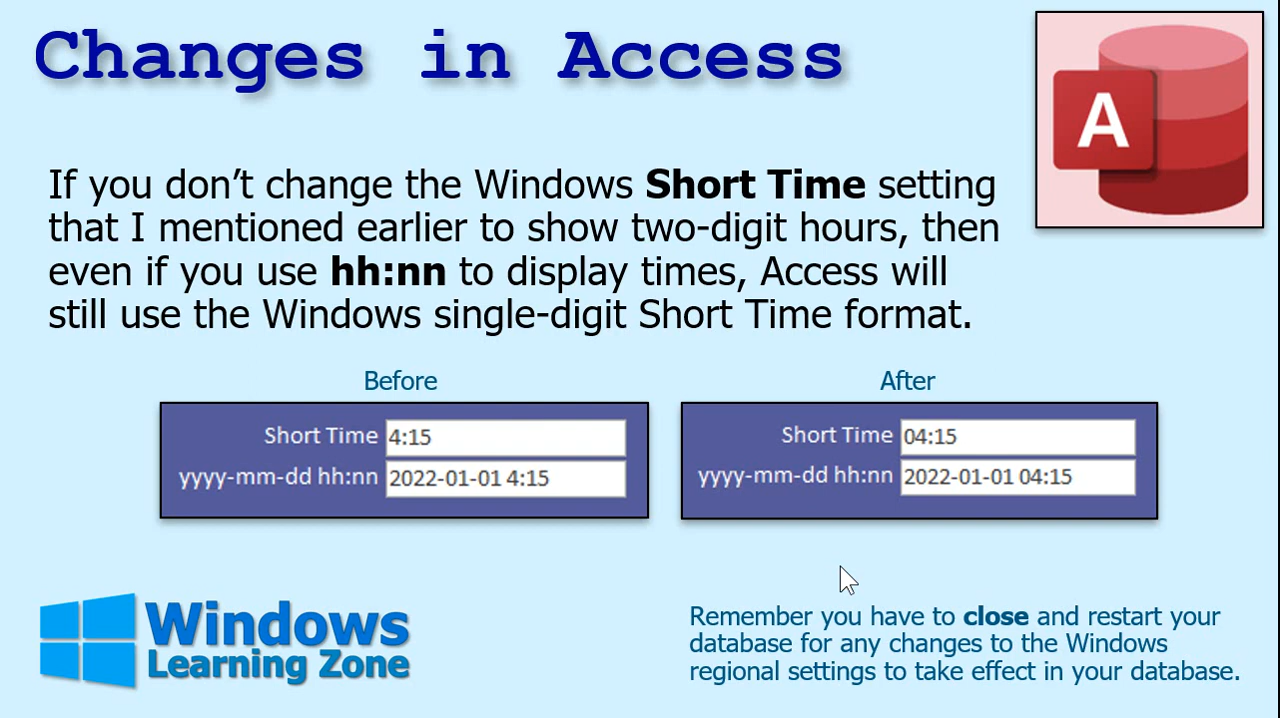 Changes in Access
A
If you don’t change the Windows Short Time setting
that I mentioned earlier to show two-digit hours, then
even if you use hh:nn to display times, Access will
still use the Windows single-digit Short Time format.
Before
Short Time 4:15
yyyy-mm-dd hh:nn 2022-01-01 4:15
After
Short Time 04:15
yyyy-mm-dd hh:nn 2022-01-01 04:15
Windows
Learning Zone
Remember you have to close and restart your
database for any changes to the Windows
regional settings to take effect in your database.